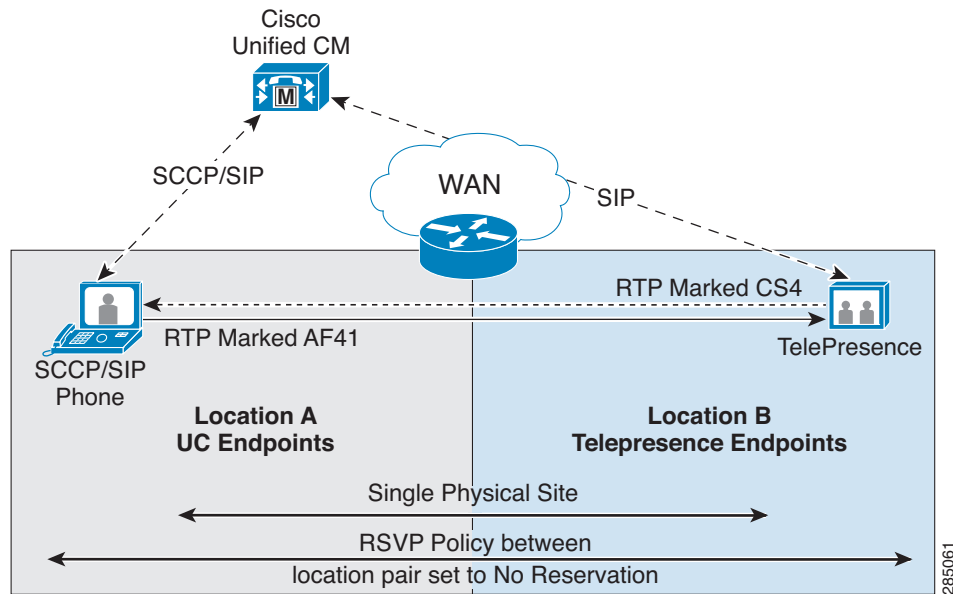 Cisco
Unified CM
M
SCCP/SIP
WAN
SIP
RTP Marked CS4
RTP Marked AF41
SCCP/SIP
Phone
TelePresence
Location A
UC Endpoints
Location B
Telepresence Endpoints
Single Physical Site
RSVP Policy between
location pair set to No Reservation
285061